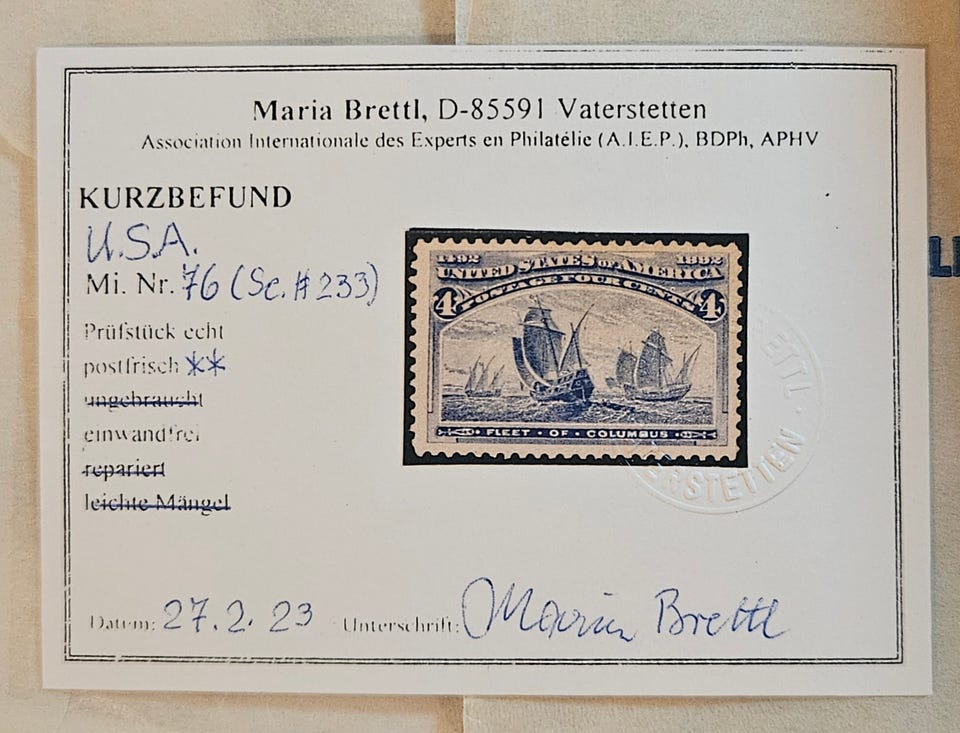 Maria Brettl, D-85591 Vaterstetten
Association Internationale des Experts en Philatélie (A.I.E.P.), BDPh, APHV
KURZBEFUND
U.S.A.
Mi. Nr. 76 (Sc. #233)
Prüfstück echt
postfrisch **
ungebraucht
einwandfrei
repariert
leichte Mängel
1492 1892
UNITED STATES OF AMERICA
4 POSTAGE FOUR CENTS 4
FLEET · OF · COLUMBUS
ETTL · ERSTETTEN
Datum: 27.2.23 Unterschrift: Maria Brettl